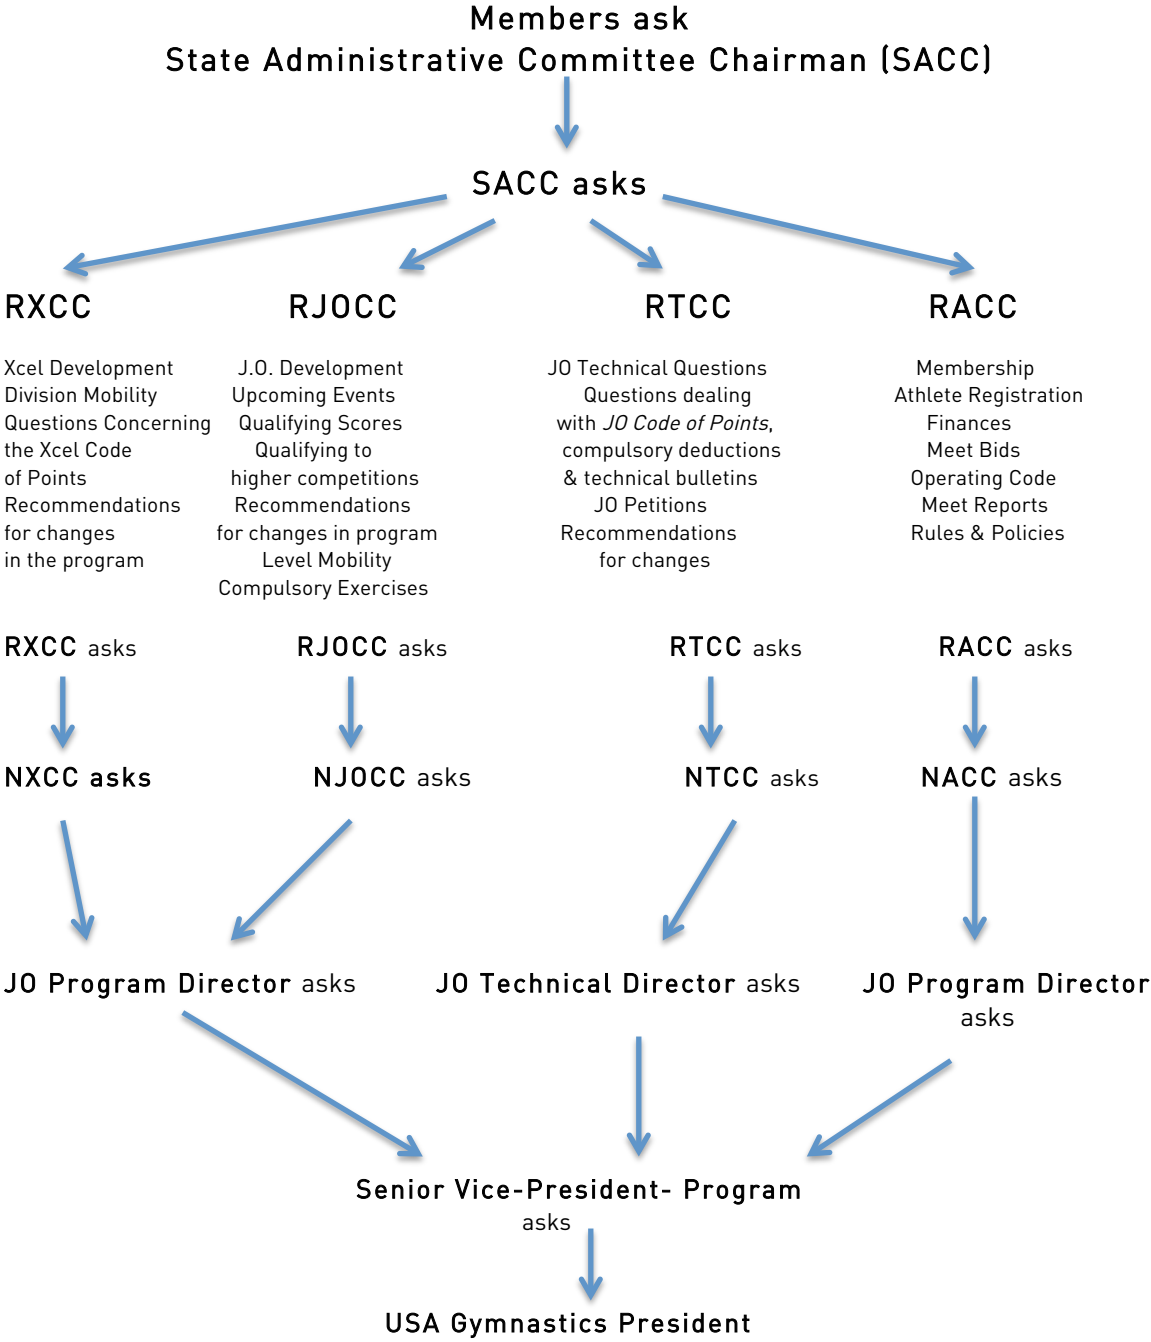 Members ask
State Administrative Committee Chairman (SACC)
SACC asks
RXCC
Xcel Development
Division Mobility
Questions Concerning
the Xcel Code
of Points
Recommendations
for changes
in the program
RJOCC
J.O. Development
Upcoming Events
Qualifying Scores
Qualifying to
higher competitions
Recommendations
for changes in program
Level Mobility
Compulsory Exercises
RTCC
JO Technical Questions
Questions dealing
with JO Code of Points,
compulsory deductions
& technical bulletins
JO Petitions
Recommendations
for changes
RACC
Membership
Athlete Registration
Finances
Meet Bids
Operating Code
Meet Reports
Rules & Policies
RXCC asks
RJOCC asks
RTCC asks
RACC asks
NXCC asks
NJOCC asks
NTCC asks
NACC asks
JO Program Director asks
JO Technical Director asks
JO Program Director
asks
Senior Vice-President- Program
asks
USA Gymnastics President